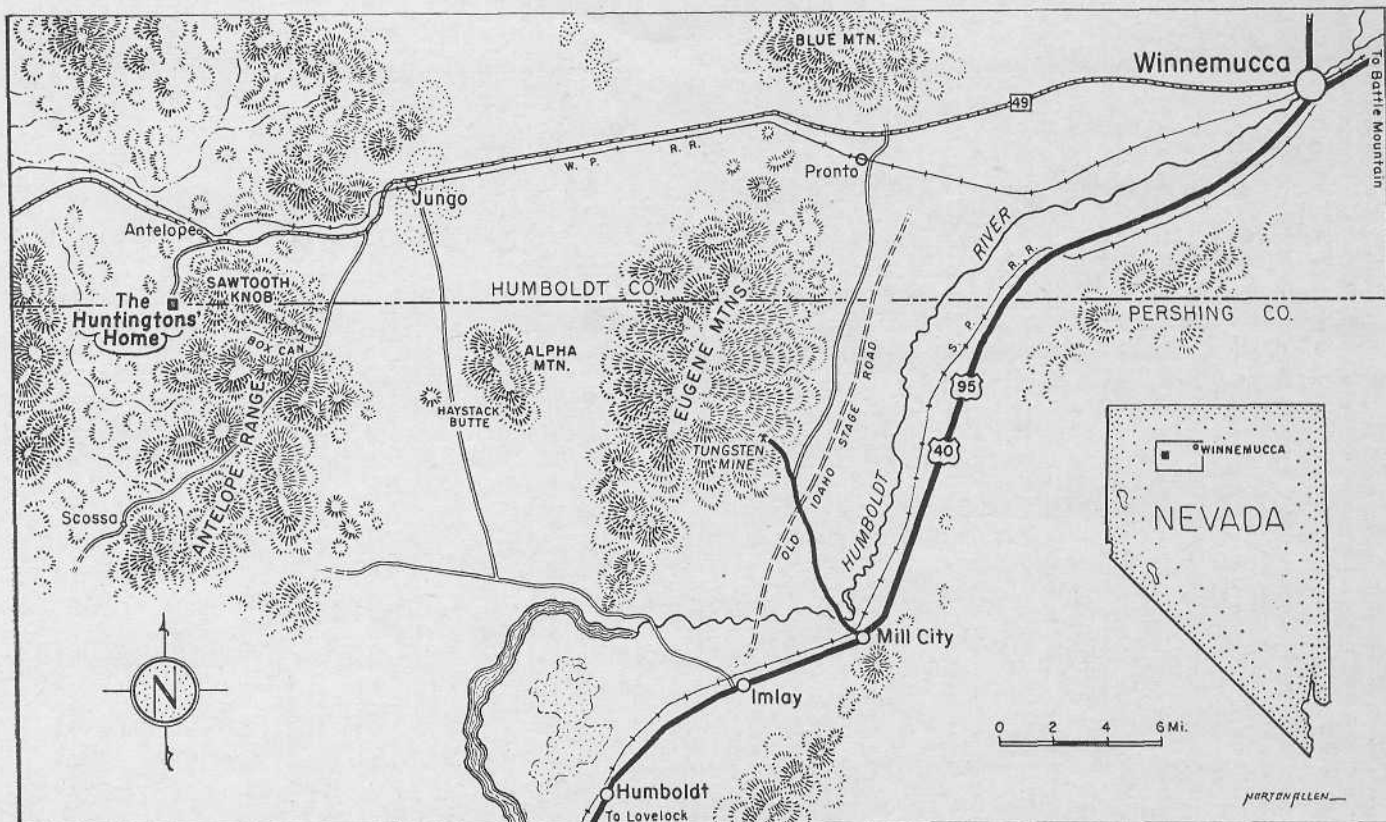 BLUE MTN.
Winnemucca
To Battle Mountain
49
W. P. R. R.
Pronto
Jungo
Antelope
RIVER
SAWTOOTH
KNOB
HUMBOLDT CO.
The
Huntingtons'
Home
BOX CAN.
PERSHING CO.
S. P. R. R.
ALPHA
MTN.
EUGENE MTNS
ROAD
STAGE
IDAHO
OLD
95
HAYSTACK
BUTTE
ANTELOPE RANGE
40
TUNGSTEN
MINE
WINNEMUCCA
NEVADA
Scossa
HUMBOLDT
N
Mill City
Imlay
0 2 4 6 Mi.
Humboldt
To Lovelock
NORTON ALLEN